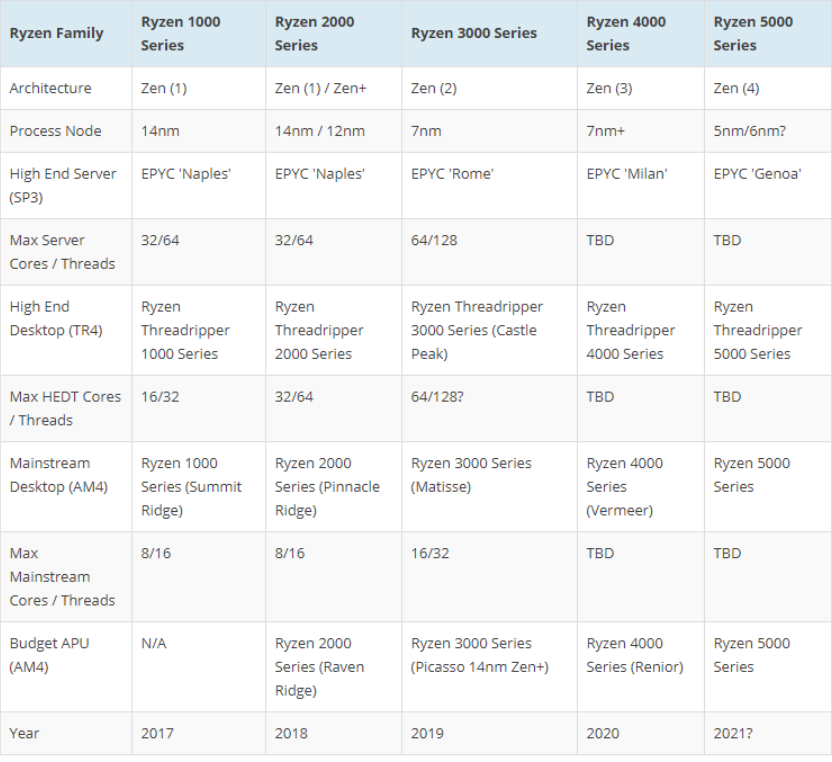 Ryzen Family
Ryzen 1000
Series
Ryzen 2000
Series
Ryzen 3000 Series
Ryzen 4000
Series
Ryzen 5000
Series
Architecture
Zen (1)
Zen (1) / Zen+
Zen (2)
Zen (3)
Zen (4)
Process Node
14nm
14nm / 12nm
7nm
7nm+
5nm/6nm?
High End Server
(SP3)
EPYC 'Naples'
EPYC 'Naples'
EPYC 'Rome'
EPYC 'Milan'
EPYC 'Genoa'
Max Server
Cores / Threads
32/64
32/64
64/128
TBD
TBD
High End
Desktop (TR4)
Ryzen
Threadripper
1000 Series
Ryzen
Threadripper
2000 Series
Ryzen Threadripper
3000 Series (Castle
Peak)
Ryzen
Threadripper
4000 Series
Ryzen
Threadripper
5000 Series
Max HEDT Cores
/ Threads
16/32
32/64
64/128?
TBD
TBD
Mainstream
Desktop (AM4)
Ryzen 1000
Series (Summit
Ridge)
Ryzen 2000
Series (Pinnacle
Ridge)
Ryzen 3000 Series
(Matisse)
Ryzen 4000
Series
(Vermeer)
Ryzen 5000
Series
Max
Mainstream
Cores / Threads
8/16
8/16
16/32
TBD
TBD
Budget APU
(AM4)
N/A
Ryzen 2000
Series (Raven
Ridge)
Ryzen 3000 Series
(Picasso 14nm Zen+)
Ryzen 4000
Series (Renior)
Ryzen 5000
Series
Year
2017
2018
2019
2020
2021?